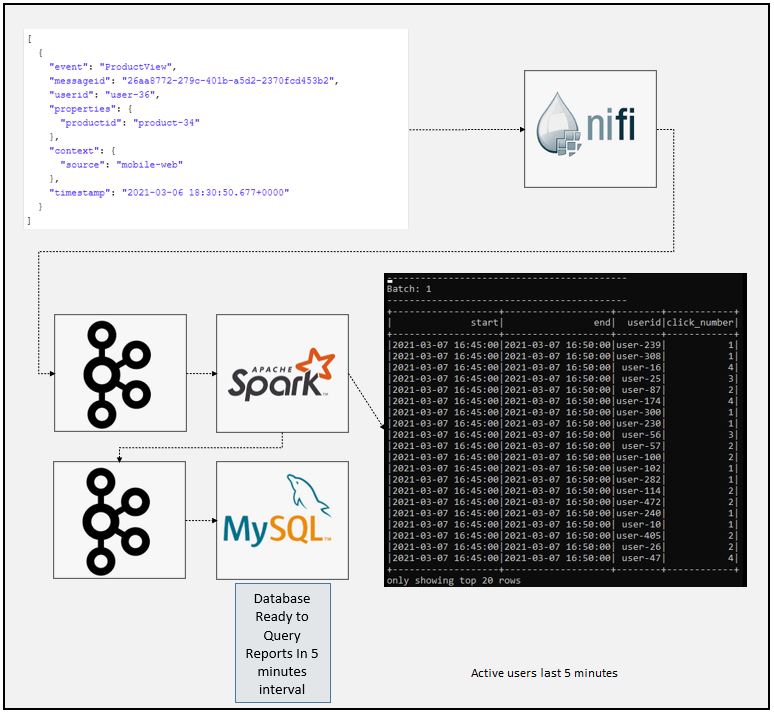 [
{
"event": "ProductView",
"messageid": "26aa8772-279c-401b-a5d2-2370fcd453b2",
"userid": "user-36",
"properties": {
"productid": "product-34"
},
"context": {
"source": "mobile-web"
},
"timestamp": "2021-03-06 18:30:50.677+0000"
}
]
nifi
APACHE
Spark™
MySQL™
Database
Ready to
Query
Reports In 5
minutes
interval
-------------------------------------------
Batch: 1
-------------------------------------------
+-------------------+-------------------+--------+------------+
| start| end| userid|click_number|
+-------------------+-------------------+--------+------------+
|2021-03-07 16:45:00|2021-03-07 16:50:00|user-239| 1|
|2021-03-07 16:45:00|2021-03-07 16:50:00|user-308| 1|
|2021-03-07 16:45:00|2021-03-07 16:50:00| user-16| 4|
|2021-03-07 16:45:00|2021-03-07 16:50:00| user-25| 3|
|2021-03-07 16:45:00|2021-03-07 16:50:00| user-87| 2|
|2021-03-07 16:45:00|2021-03-07 16:50:00|user-174| 4|
|2021-03-07 16:45:00|2021-03-07 16:50:00|user-300| 1|
|2021-03-07 16:45:00|2021-03-07 16:50:00|user-230| 1|
|2021-03-07 16:45:00|2021-03-07 16:50:00| user-56| 3|
|2021-03-07 16:45:00|2021-03-07 16:50:00| user-57| 2|
|2021-03-07 16:45:00|2021-03-07 16:50:00|user-100| 2|
|2021-03-07 16:45:00|2021-03-07 16:50:00|user-102| 1|
|2021-03-07 16:45:00|2021-03-07 16:50:00|user-282| 1|
|2021-03-07 16:45:00|2021-03-07 16:50:00|user-114| 2|
|2021-03-07 16:45:00|2021-03-07 16:50:00|user-472| 2|
|2021-03-07 16:45:00|2021-03-07 16:50:00|user-240| 1|
|2021-03-07 16:45:00|2021-03-07 16:50:00| user-10| 1|
|2021-03-07 16:45:00|2021-03-07 16:50:00|user-405| 2|
|2021-03-07 16:45:00|2021-03-07 16:50:00| user-26| 2|
|2021-03-07 16:45:00|2021-03-07 16:50:00| user-47| 4|
+-------------------+-------------------+--------+------------+
only showing top 20 rows
Active users last 5 minutes